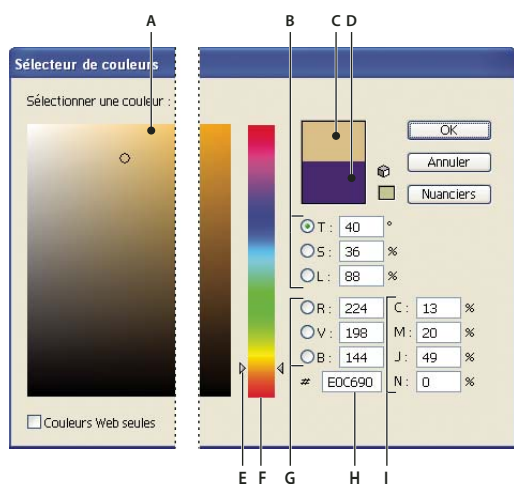 A B C D
Sélecteur de couleurs
Sélectionner une couleur :
OK
Annuler
Nuanciers
T : 40 °
S : 36 %
L : 88 %
R : 224 C : 13 %
V : 198 M : 20 %
B : 144 J : 49 %
# E0C690 N : 0 %
Couleurs Web seules
E F G H I